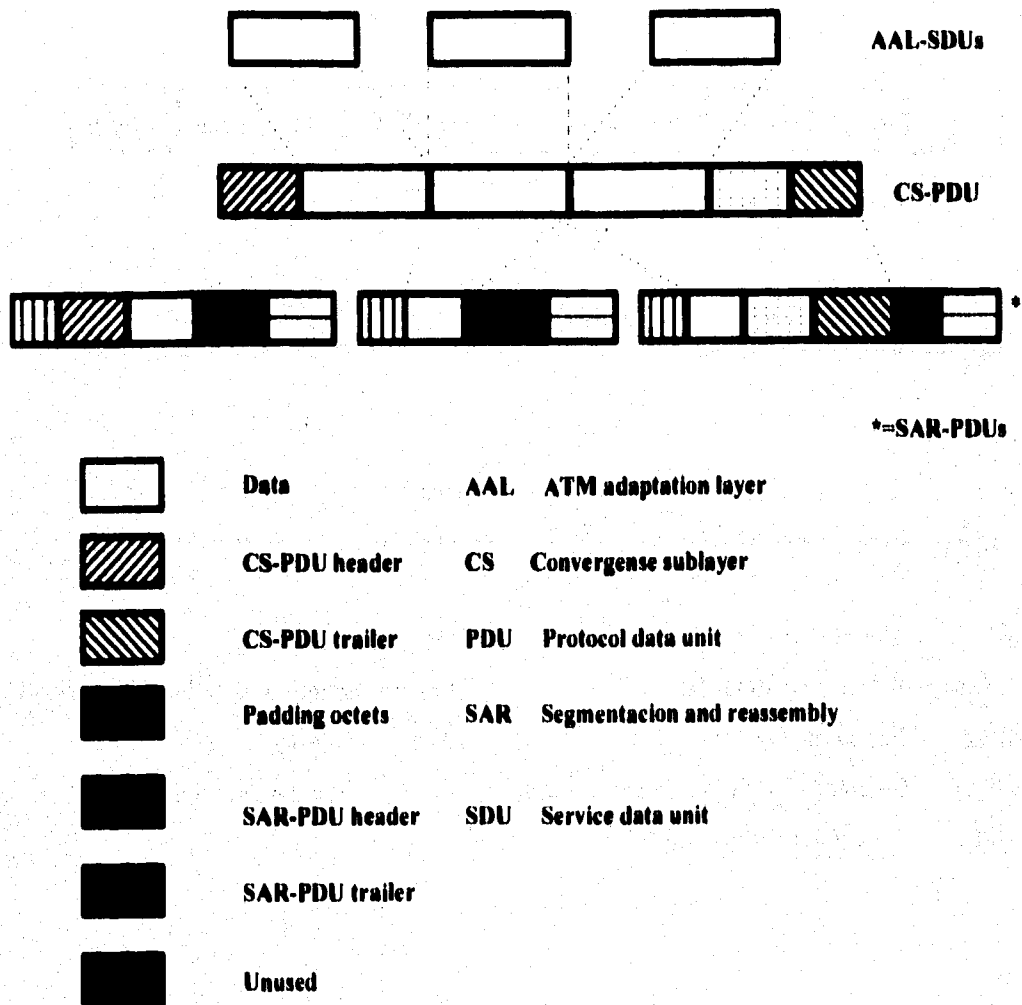 AAL-SDUs
CS-PDU
*
*=SAR-PDUs
Data AAL ATM adaptation layer
CS-PDU header CS Convergense sublayer
CS-PDU trailer PDU Protocol data unit
Padding octets SAR Segmentacion and reassembly
SAR-PDU header SDU Service data unit
SAR-PDU trailer
Unused